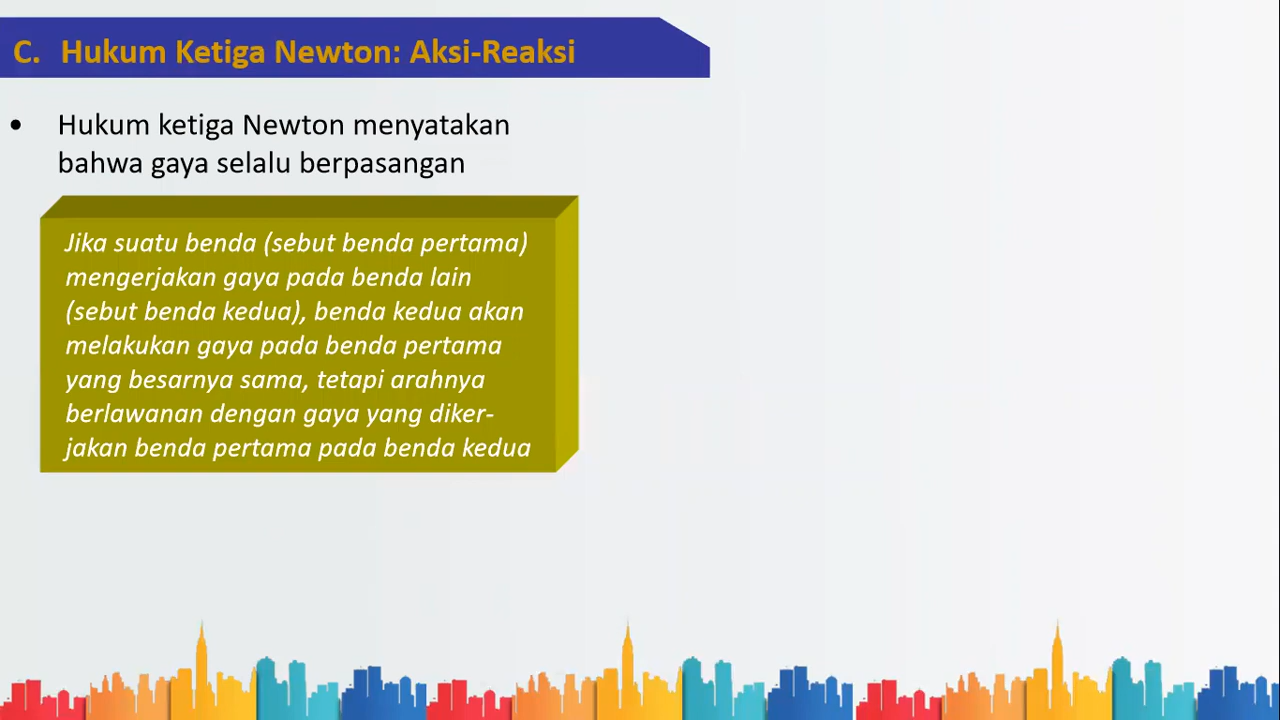 C. Hukum Ketiga Newton: Aksi-Reaksi
• Hukum ketiga Newton menyatakan
bahwa gaya selalu berpasangan
Jika suatu benda (sebut benda pertama)
mengerjakan gaya pada benda lain
(sebut benda kedua), benda kedua akan
melakukan gaya pada benda pertama
yang besarnya sama, tetapi arahnya
berlawanan dengan gaya yang diker-
jakan benda pertama pada benda kedua